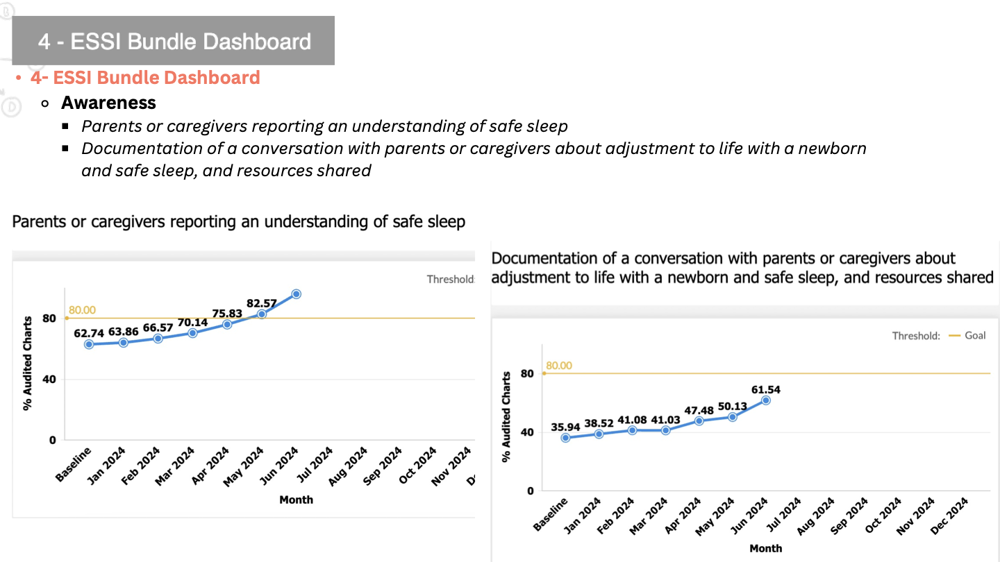 4 - ESSI Bundle Dashboard
• 4- ESSI Bundle Dashboard
Awareness
Parents or caregivers reporting an understanding of safe sleep
Documentation of a conversation with parents or caregivers about adjustment to life with a newborn
and safe sleep, and resources shared
Parents or caregivers reporting an understanding of safe sleep
Threshold:
80.00
80
40
0
% Audited Charts
62.74 63.86 66.57 70.14 75.83 82.57
Baseline Jan 2024 Feb 2024 Mar 2024 Apr 2024 May 2024 Jun 2024 Jul 2024 Aug 2024 Sep 2024 Oct 2024 Nov 2024
Month
Documentation of a conversation with parents or caregivers about
adjustment to life with a newborn and safe sleep, and resources shared
Threshold: Goal
80.00
80
40
0
% Audited Charts
35.94 38.52 41.08 41.03 47.48 50.13 61.54
Baseline Jan 2024 Feb 2024 Mar 2024 Apr 2024 May 2024 Jun 2024 Jul 2024 Aug 2024 Sep 2024 Oct 2024 Nov 2024 Dec 2024
Month